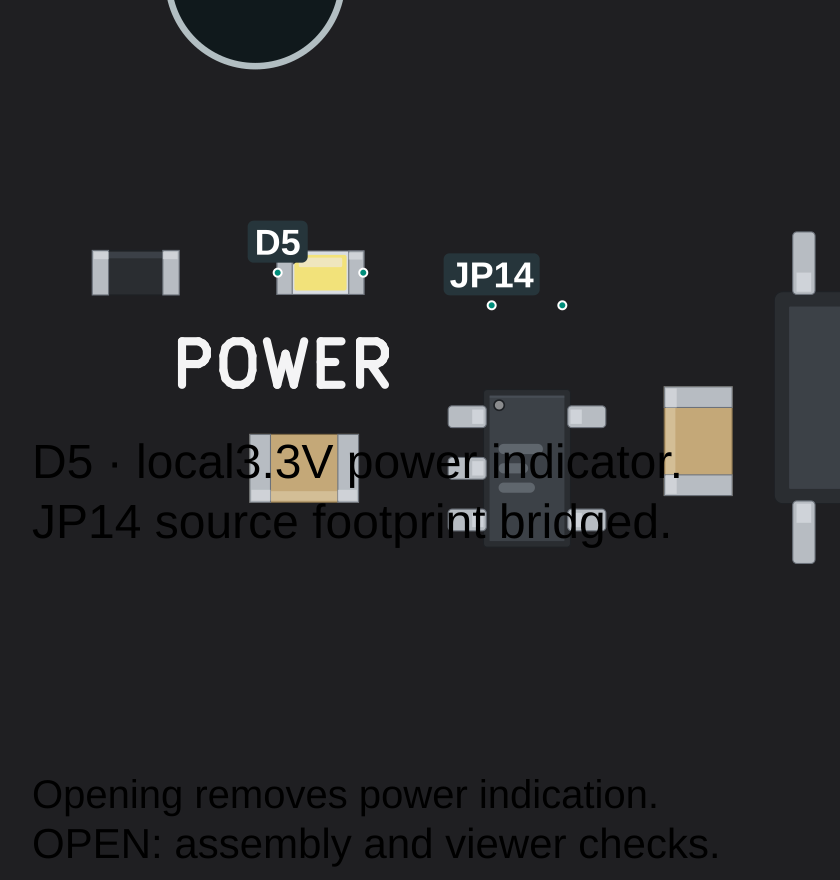 D5
JP14
POWER
D5 · local3.3V power indicator.
JP14 source footprint bridged.
Opening removes power indication.
OPEN: assembly and viewer checks.